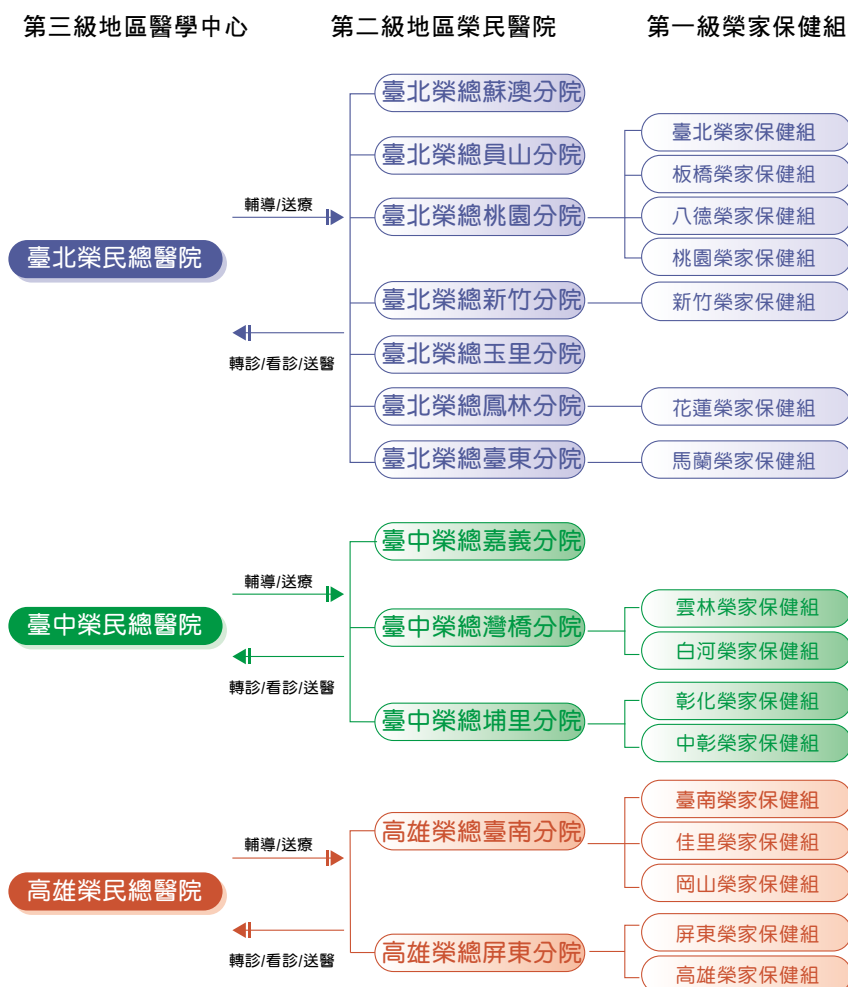 第三級地區醫學中心
第二級地區榮民醫院
第一級榮家保健組
臺北榮民總醫院
輔導/送療
轉診/看診/送醫
臺北榮總蘇澳分院
臺北榮總員山分院
臺北榮總桃園分院
臺北榮總新竹分院
臺北榮總玉里分院
臺北榮總鳳林分院
臺北榮總臺東分院
臺北榮家保健組
板橋榮家保健組
八德榮家保健組
桃園榮家保健組
新竹榮家保健組
花蓮榮家保健組
馬蘭榮家保健組
臺中榮民總醫院
輔導/送療
轉診/看診/送醫
臺中榮總嘉義分院
臺中榮總灣橋分院
臺中榮總埔里分院
雲林榮家保健組
白河榮家保健組
彰化榮家保健組
中彰榮家保健組
高雄榮民總醫院
輔導/送療
轉診/看診/送醫
高雄榮總臺南分院
高雄榮總屏東分院
臺南榮家保健組
佳里榮家保健組
岡山榮家保健組
屏東榮家保健組
高雄榮家保健組